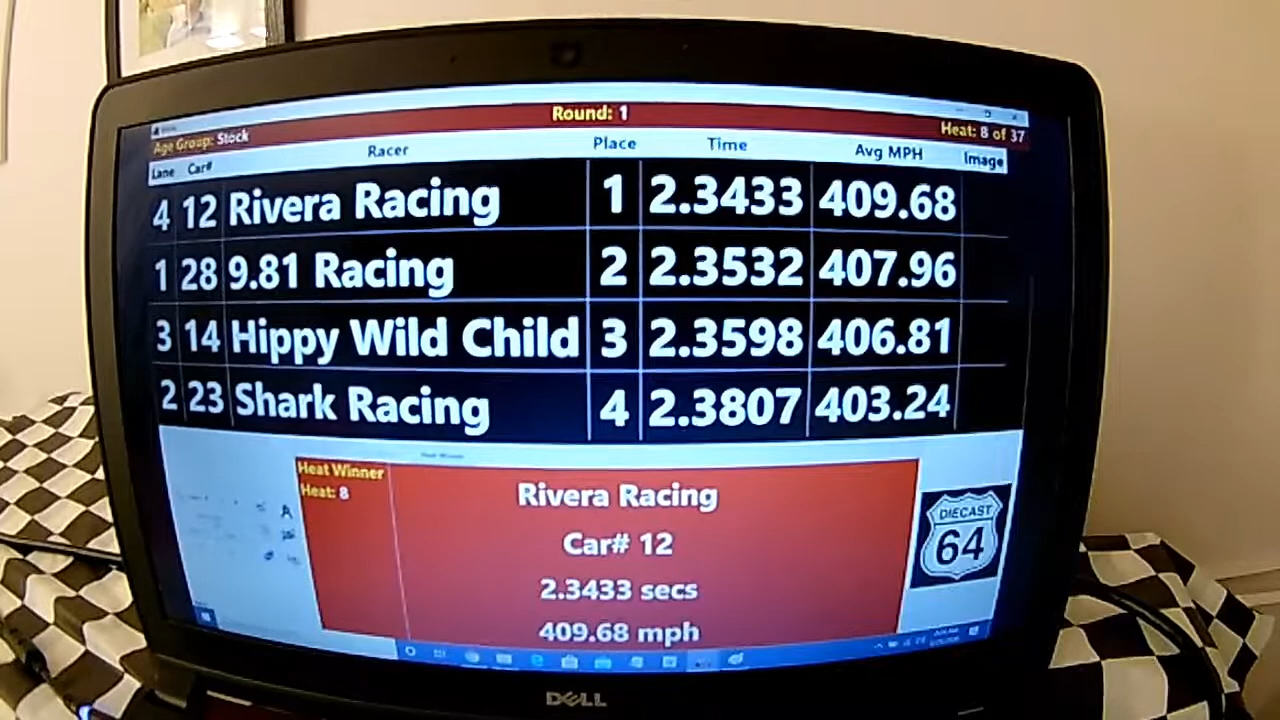 Round: 1
Age Group: Stock
Heat: 8 of 37
Lane Car# Racer Place Time Avg MPH Image
4 12 Rivera Racing 1 2.3433 409.68
1 28 9.81 Racing 2 2.3532 407.96
3 14 Hippy Wild Child 3 2.3598 406.81
2 23 Shark Racing 4 2.3807 403.24
Heat Winner
Heat Winner
Heat: 8
Rivera Racing
Car# 12
2.3433 secs
409.68 mph
DIECAST
64
DELL